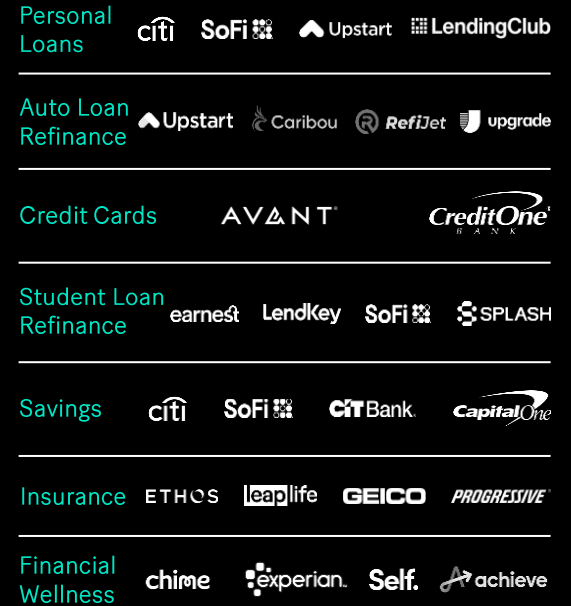 Personal
Loans
citi SoFi Upstart LendingClub
Auto Loan
Refinance
Upstart Caribou RefiJet upgrade
Credit Cards AVANT CreditOne
BANK
Student Loan
Refinance
earnest LendKey SoFi SPLASH
Savings citi SoFi CIT Bank Capital One
Insurance ETHOS leaplife GEICO PROGRESSIVE
Financial
Wellness
chime experian. Self. achieve